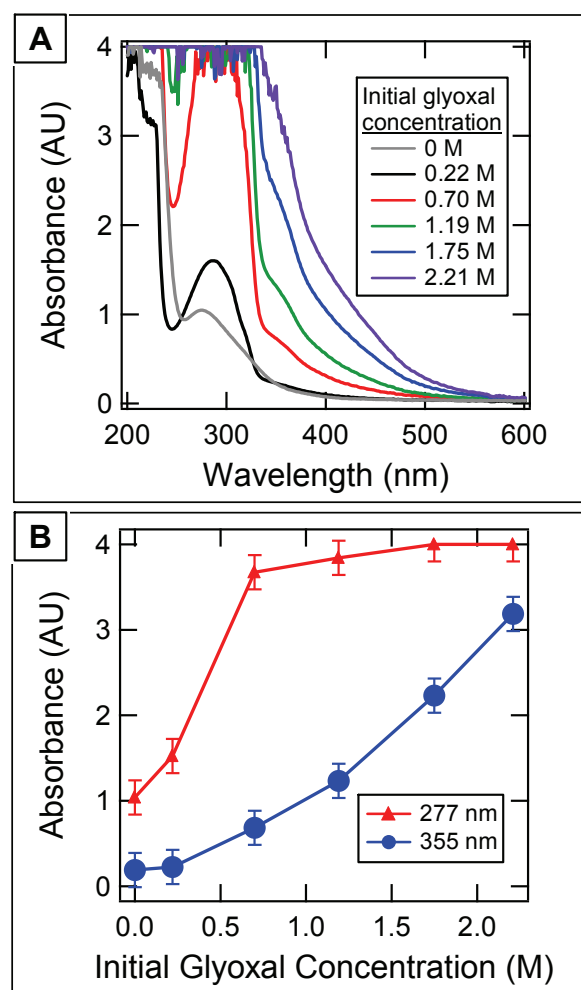 A
4
3
2
1
0
Absorbance (AU)
Initial glyoxal
concentration
0 M
0.22 M
0.70 M
1.19 M
1.75 M
2.21 M
200
300
400
500
600
Wavelength (nm)
B
4
3
2
1
0
Absorbance (AU)
277 nm
355 nm
0.0
0.5
1.0
1.5
2.0
Initial Glyoxal Concentration (M)